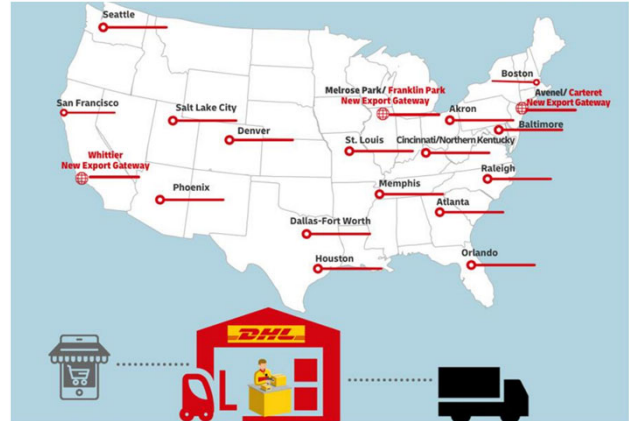 Seattle
Boston
Melrose Park/ Franklin Park
New Export Gateway
Avenel/ Carteret
New Export Gateway
San Francisco
Salt Lake City
Akron
Baltimore
Denver
St. Louis
Cincinnati/Northern Kentucky
Whittier
New Export Gateway
Raleigh
Phoenix
Memphis
Atlanta
Dallas-Fort Worth
Houston
Orlando
DHL